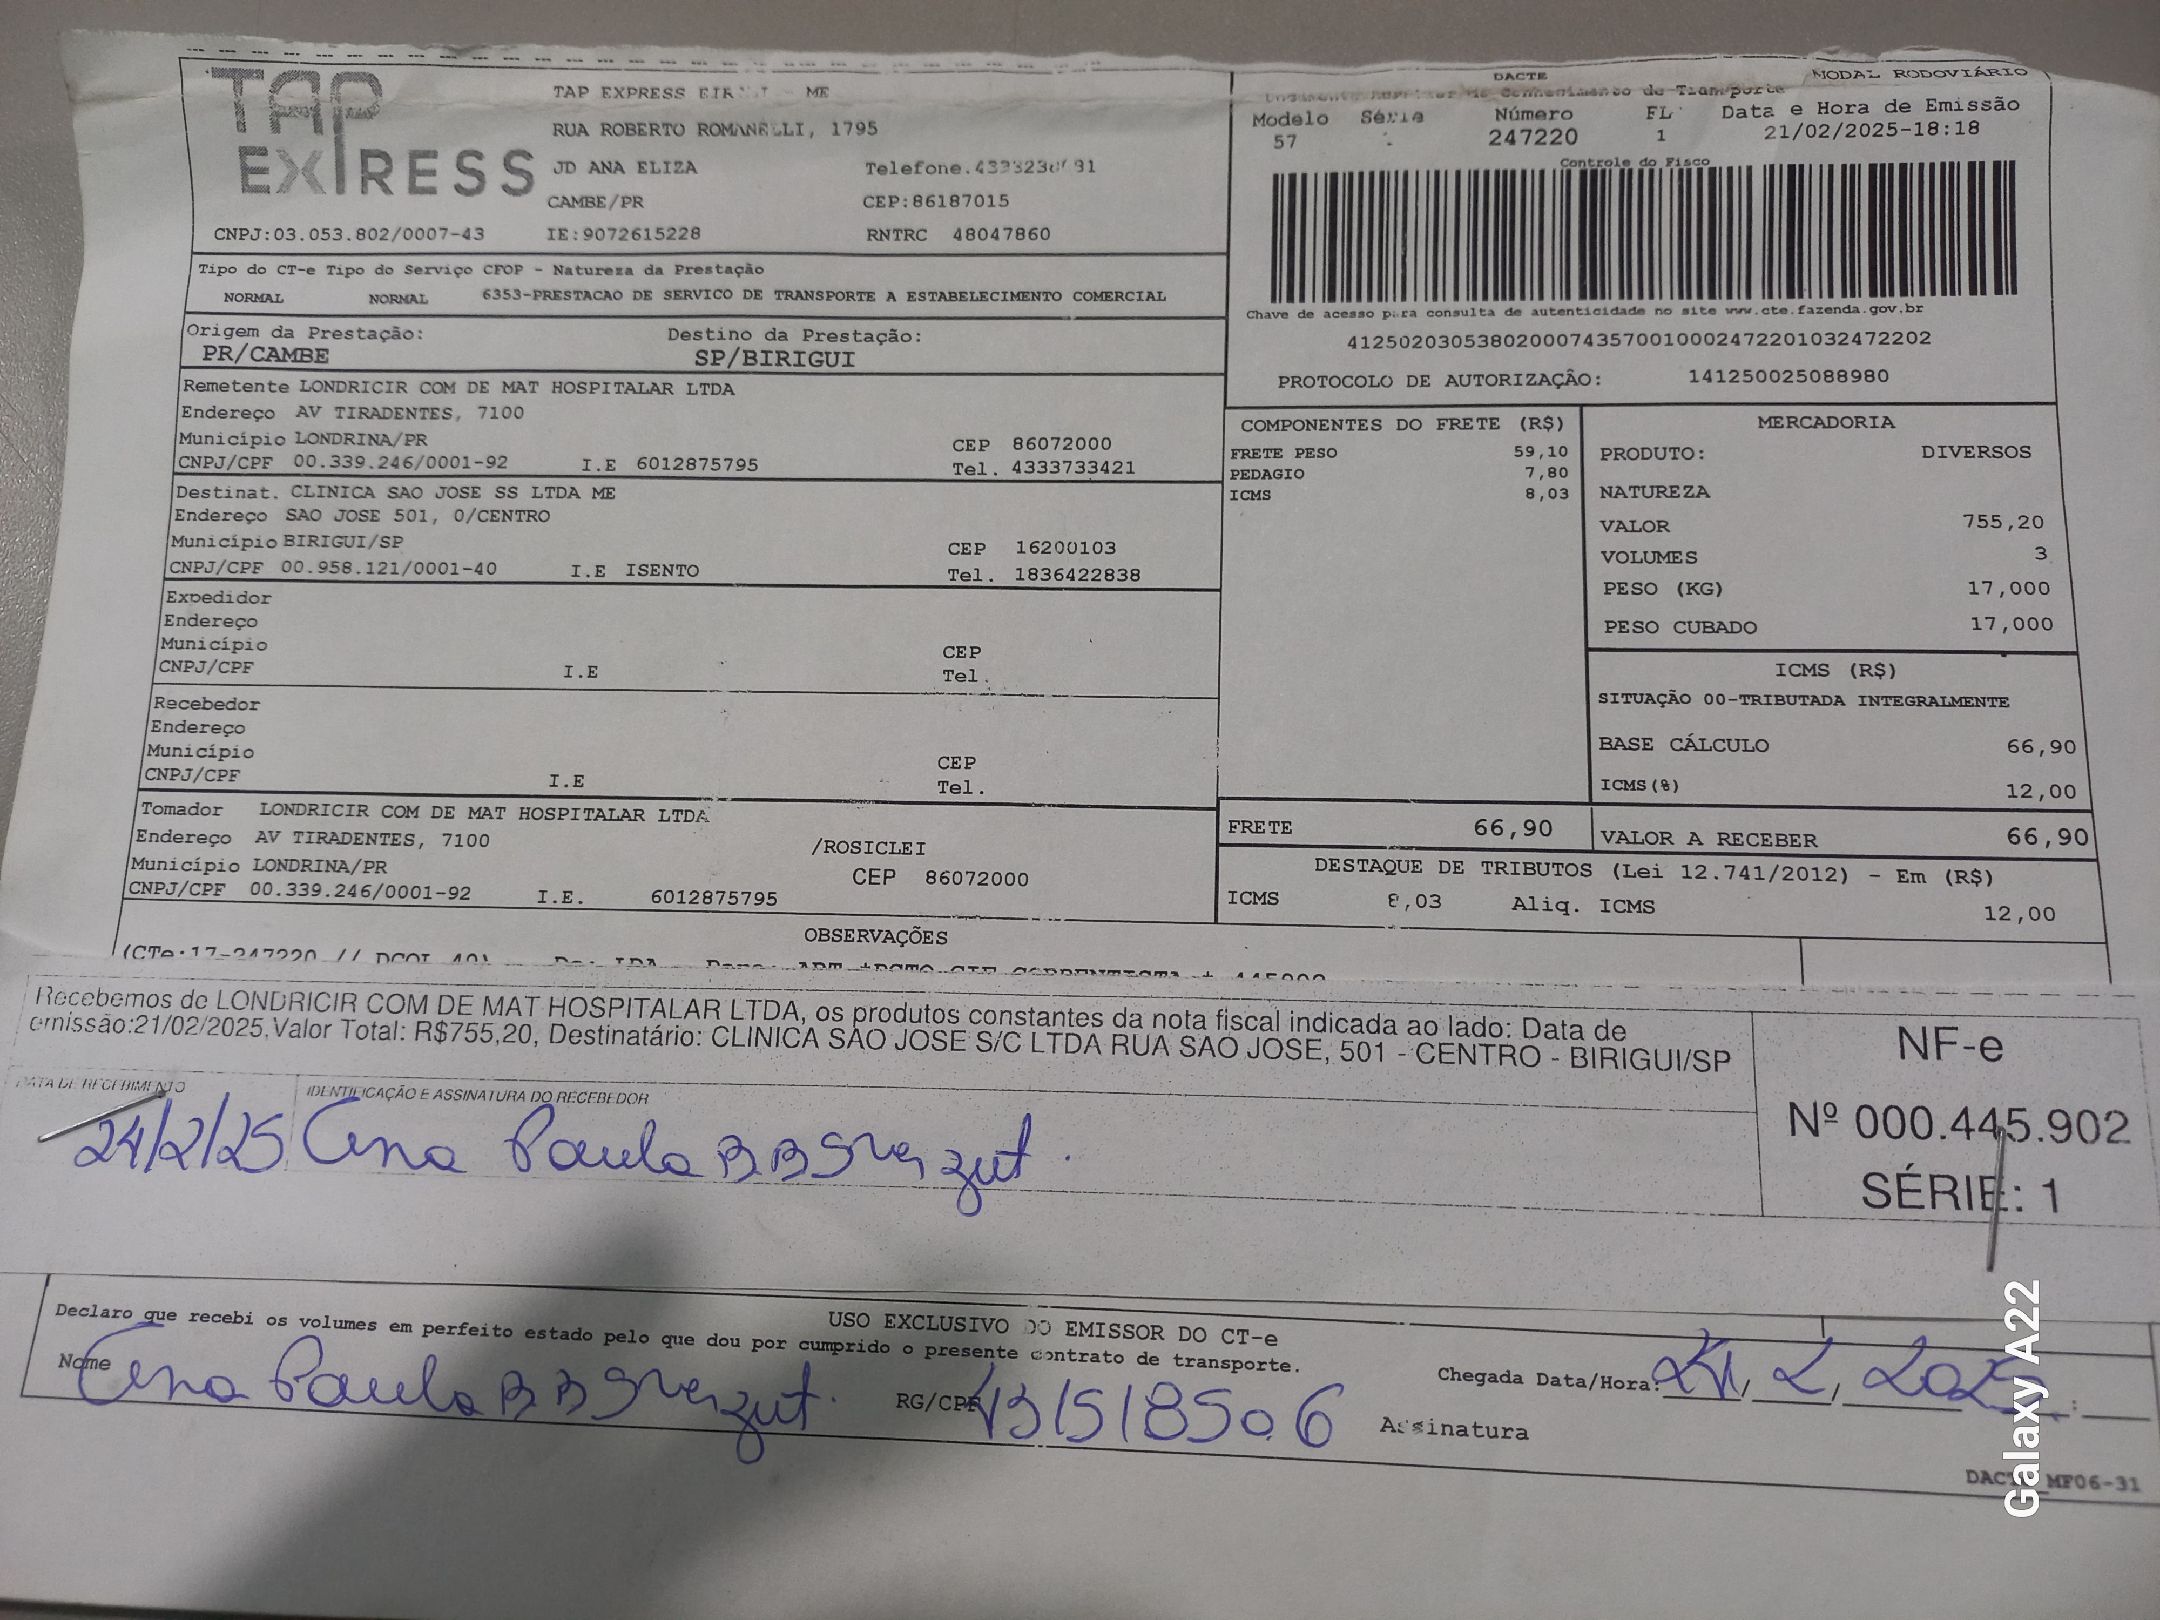 TAP
EXPRESS
TAP EXPRESS ME
RUA ROBERTO ROMANELLI, 1795
JD ANA ELIZA
CAMBE/PR CEP:86187015
CNPJ:03.053.802/0007-43 IE:9072615228 RNTRC 48047860
Tipo do CT-e Tipo do Serviço CFOP - Natureza da Prestação
NORMAL NORMAL 6353-PRESTACAO DE SERVICO DE TRANSPORTE A ESTABELECIMENTO COMERCIAL
Origem da Prestação: Destino da Prestação:
PR/CAMBE SP/BIRIGUI
Remetente LONDRICIR COM DE MAT HOSPITALAR LTDA
Endereço AV TIRADENTES, 7100
Município LONDRINA/PR CEP 86072000
CNPJ/CPF 00.339.246/0001-92 I.E 6012875795 Tel. 4333733421
Destinat. CLINICA SAO JOSE SS LTDA ME
Endereço SAO JOSE 501, 0/CENTRO
Município BIRIGUI/SP CEP 16200103
CNPJ/CPF 00.958.121/0001-40 I.E ISENTO Tel. 1836422838
Expedidor
Endereço
Município CEP
CNPJ/CPF I.E Tel.
Recebedor
Endereço
Município CEP
CNPJ/CPF I.E Tel.
Tomador LONDRICIR COM DE MAT HOSPITALAR LTDA
Endereço AV TIRADENTES, 7100 /ROSICLEI
Município LONDRINA/PR CEP 86072000
CNPJ/CPF 00.339.246/0001-92 I.E. 6012875795
DACTE MODAL RODOVIÁRIO
de Transporte
Modelo Série Número FL Data e Hora de Emissão
57 247220 1 21/02/2025-18:18
Controle do Fisco
Chave de acesso para consulta de autenticidade no site www.cte.fazenda.gov.br
41250203053802000743570010002472201032472202
PROTOCOLO DE AUTORIZAÇÃO: 141250025088980
COMPONENTES DO FRETE (R$)
FRETE PESO 59,10
PEDAGIO 7,80
ICMS 8,03
MERCADORIA
PRODUTO: DIVERSOS
NATUREZA
VALOR 755,20
VOLUMES 3
PESO (KG) 17,000
PESO CUBADO 17,000
ICMS (R$)
SITUAÇÃO 00-TRIBUTADA INTEGRALMENTE
BASE CÁLCULO 66,90
ICMS(%) 12,00
FRETE 66,90 VALOR A RECEBER 66,90
DESTAQUE DE TRIBUTOS (Lei 12.741/2012) - Em (R$)
ICMS 8,03 Aliq. ICMS 12,00
OBSERVAÇÕES
Recebemos de LONDRICIR COM DE MAT HOSPITALAR LTDA, os produtos constantes da nota fiscal indicada ao lado: Data de
emissão:21/02/2025,Valor Total: R$755,20, Destinatário: CLINICA SAO JOSE S/C LTDA RUA SAO JOSE, 501 - CENTRO - BIRIGUI/SP
DATA DE RECEBIMENTO IDENTIFICAÇÃO E ASSINATURA DO RECEBEDOR
24/2/25 Ana Paula B B
NF-e
Nº 000.445.902
SÉRIE: 1
USO EXCLUSIVO DO EMISSOR DO CT-e
Declaro que recebi os volumes em perfeito estado pelo que dou por cumprido o presente contrato de transporte.
Nome Ana Paula B B RG/CPF Assinatura
Chegada Data/Hora: 24, 2, 2025
MF06-31
Galaxy A22